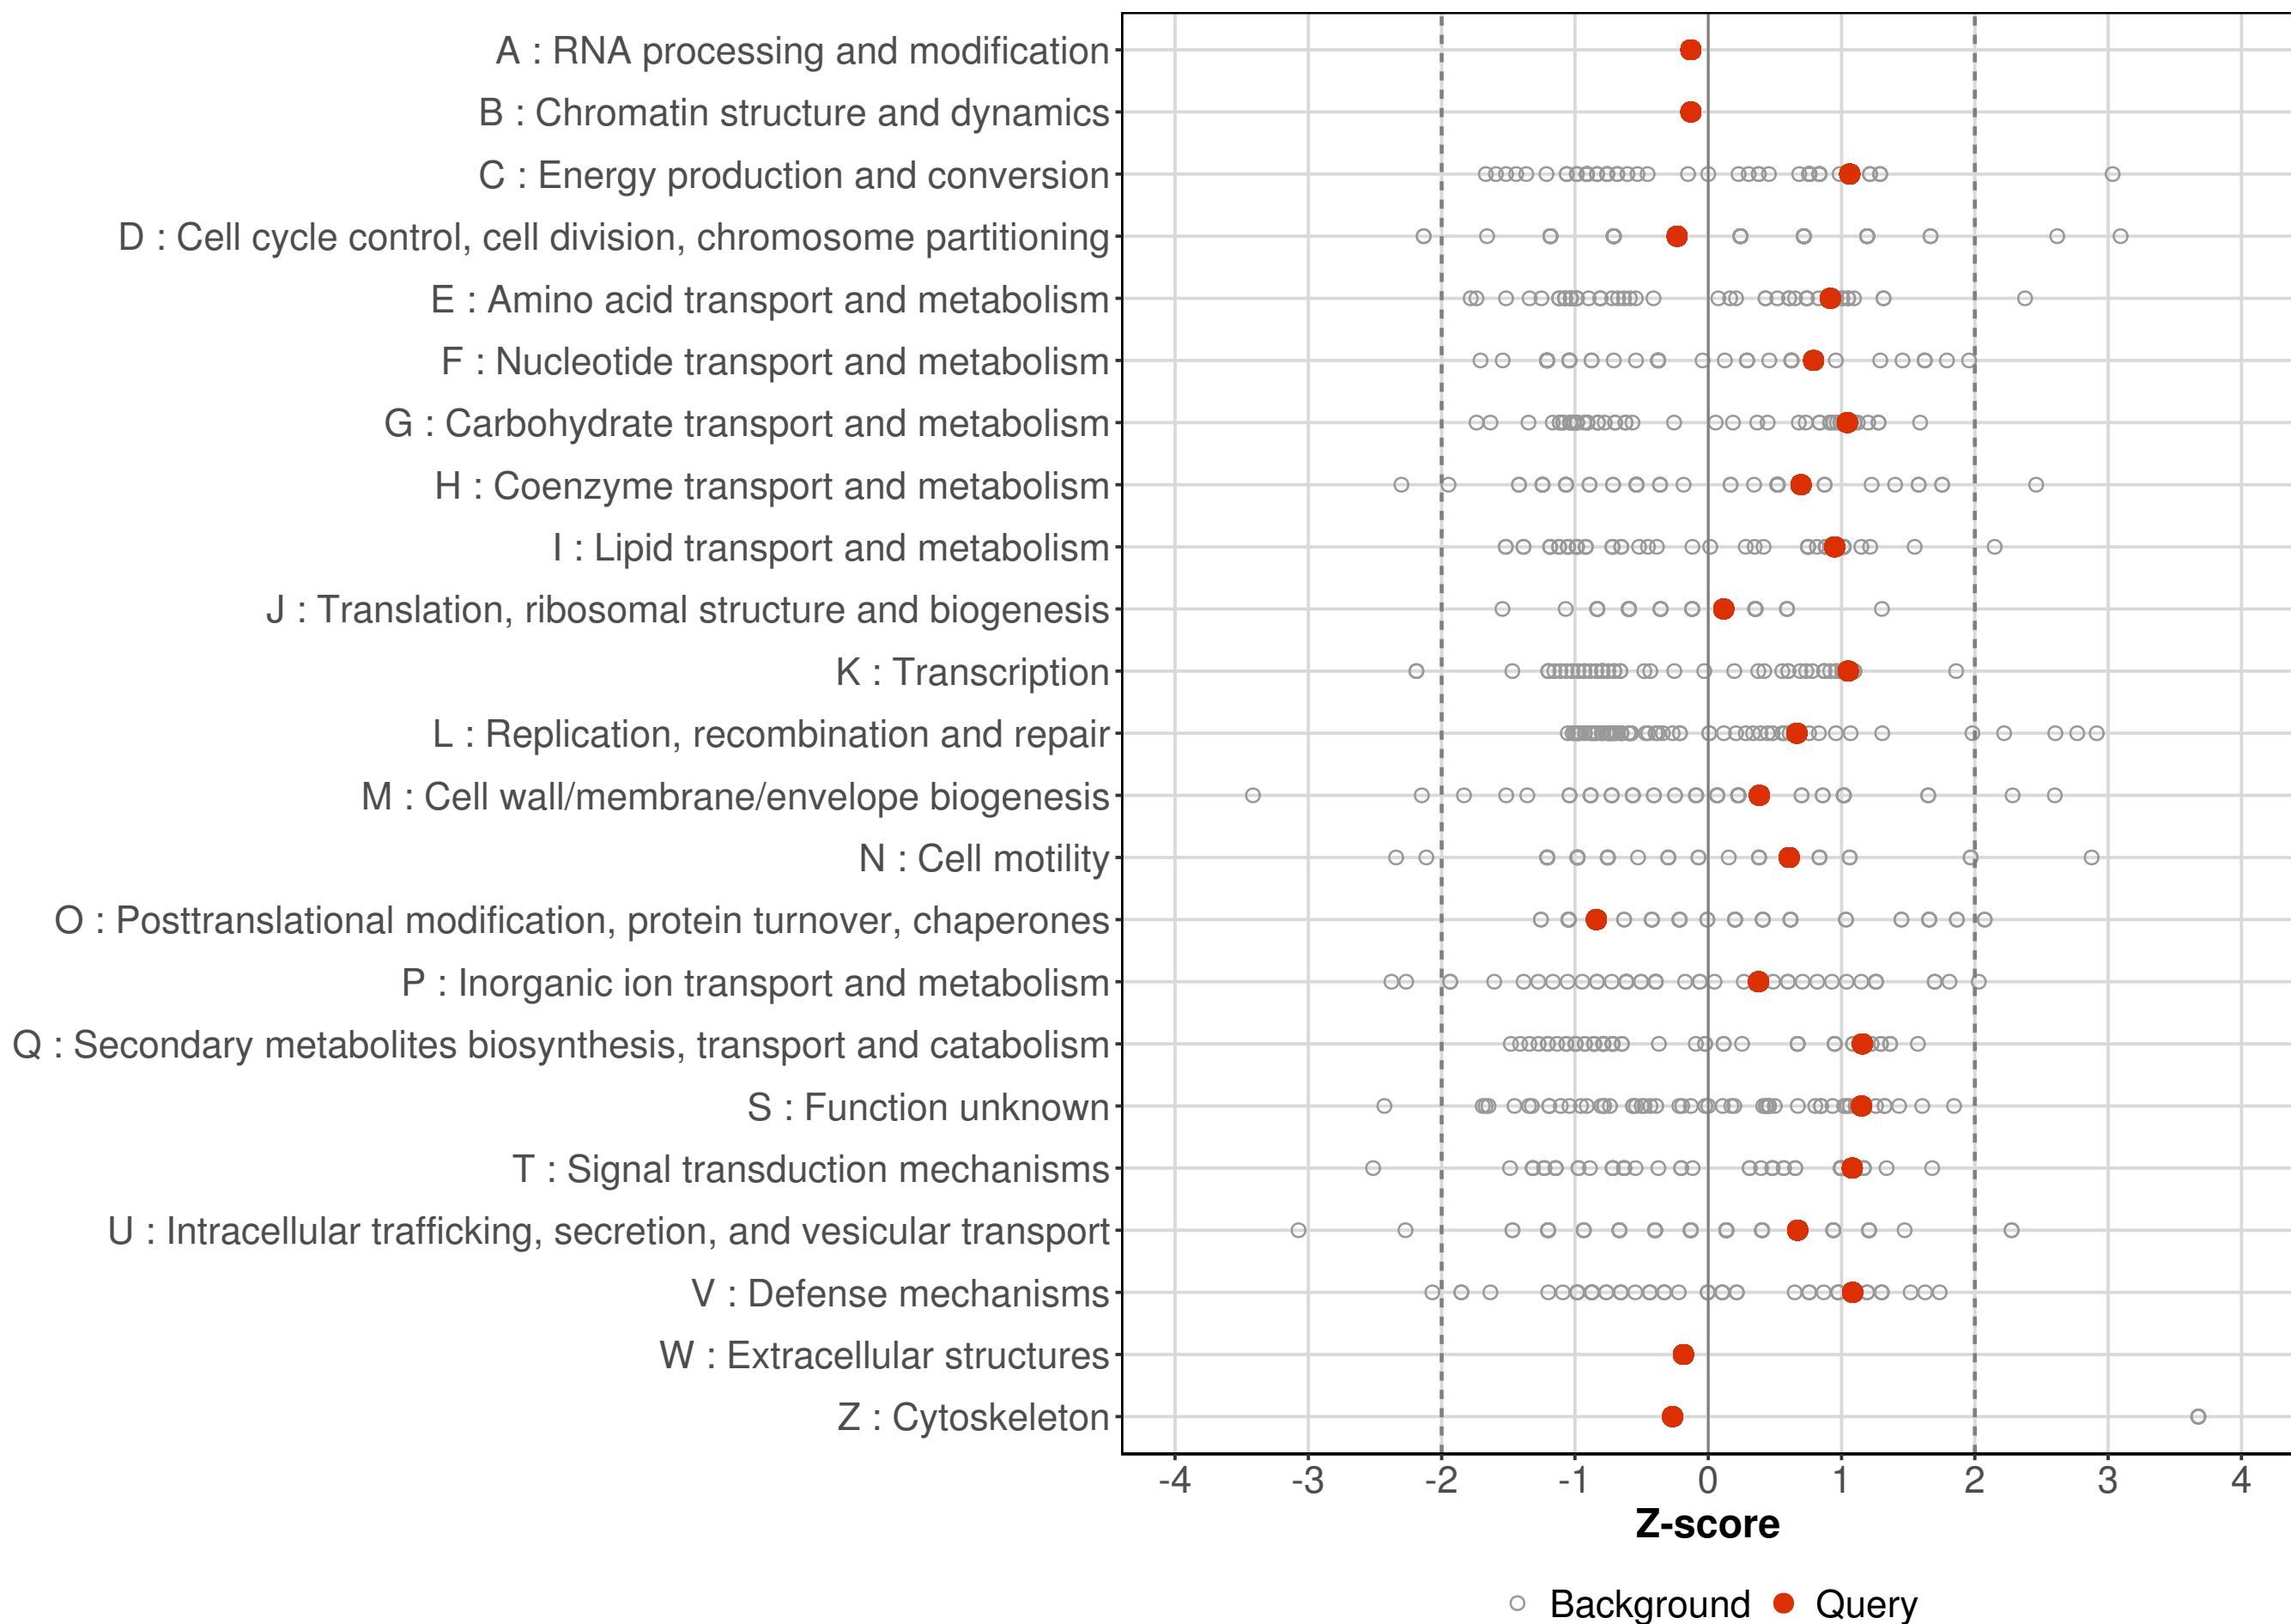 A : RNA processing and modification
B : Chromatin structure and dynamics
C : Energy production and conversion
D : Cell cycle control, cell division, chromosome partitioning
E : Amino acid transport and metabolism
F : Nucleotide transport and metabolism
G : Carbohydrate transport and metabolism
H : Coenzyme transport and metabolism
I : Lipid transport and metabolism
J : Translation, ribosomal structure and biogenesis
K : Transcription
L : Replication, recombination and repair
M : Cell wall/membrane/envelope biogenesis
N : Cell motility
O : Posttranslational modification, protein turnover, chaperones
P : Inorganic ion transport and metabolism
Q : Secondary metabolites biosynthesis, transport and catabolism
S : Function unknown
T : Signal transduction mechanisms
U : Intracellular trafficking, secretion, and vesicular transport
V : Defense mechanisms
W : Extracellular structures
Z : Cytoskeleton
-4 -3 -2 -1 0 1 2 3 4
Z-score
Background Query